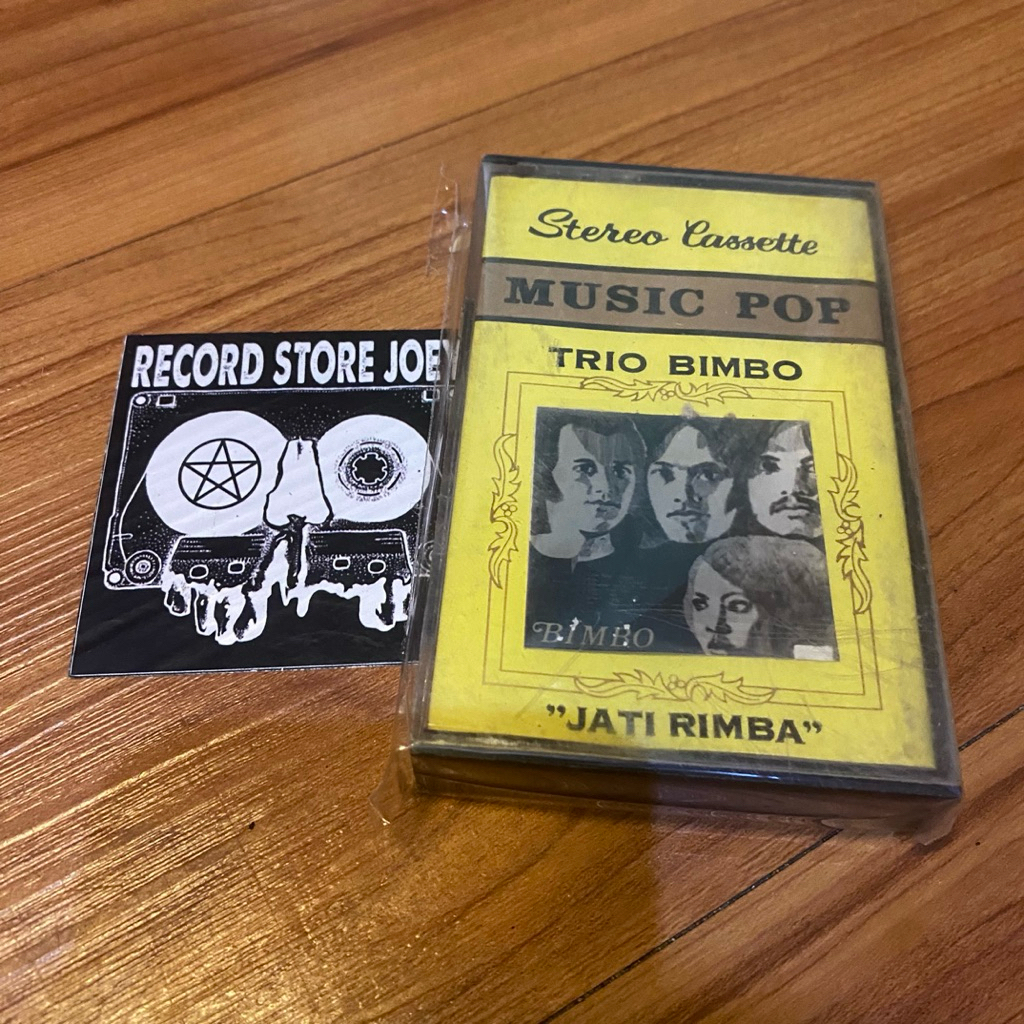 Stereo Cassette
MUSIC POP
TRIO BIMBO
BIMBO
"JATI RIMBA"
RECORD STORE JOEY